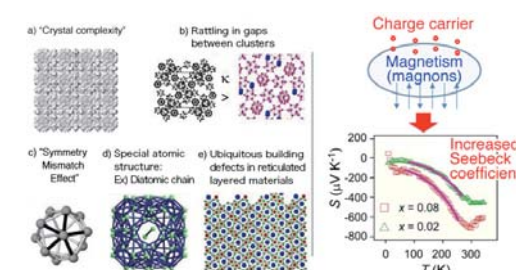 a) "Crystal complexity"
b) Rattling in gaps
between clusters
κ
>
c) "Symmetry
Mismatch
Effect"
d) Special atomic
structure:
Ex) Diatomic chain
e) Ubiquitous building
defects in reticulated
layered materials
Charge carrier
Magnetism
(magnons)
Increased
Seebeck
coefficient
S (μV K⁻¹)
200
0
-200
-400
-600
-800
x = 0.08
x = 0.02
0
100
200
300
T (K)